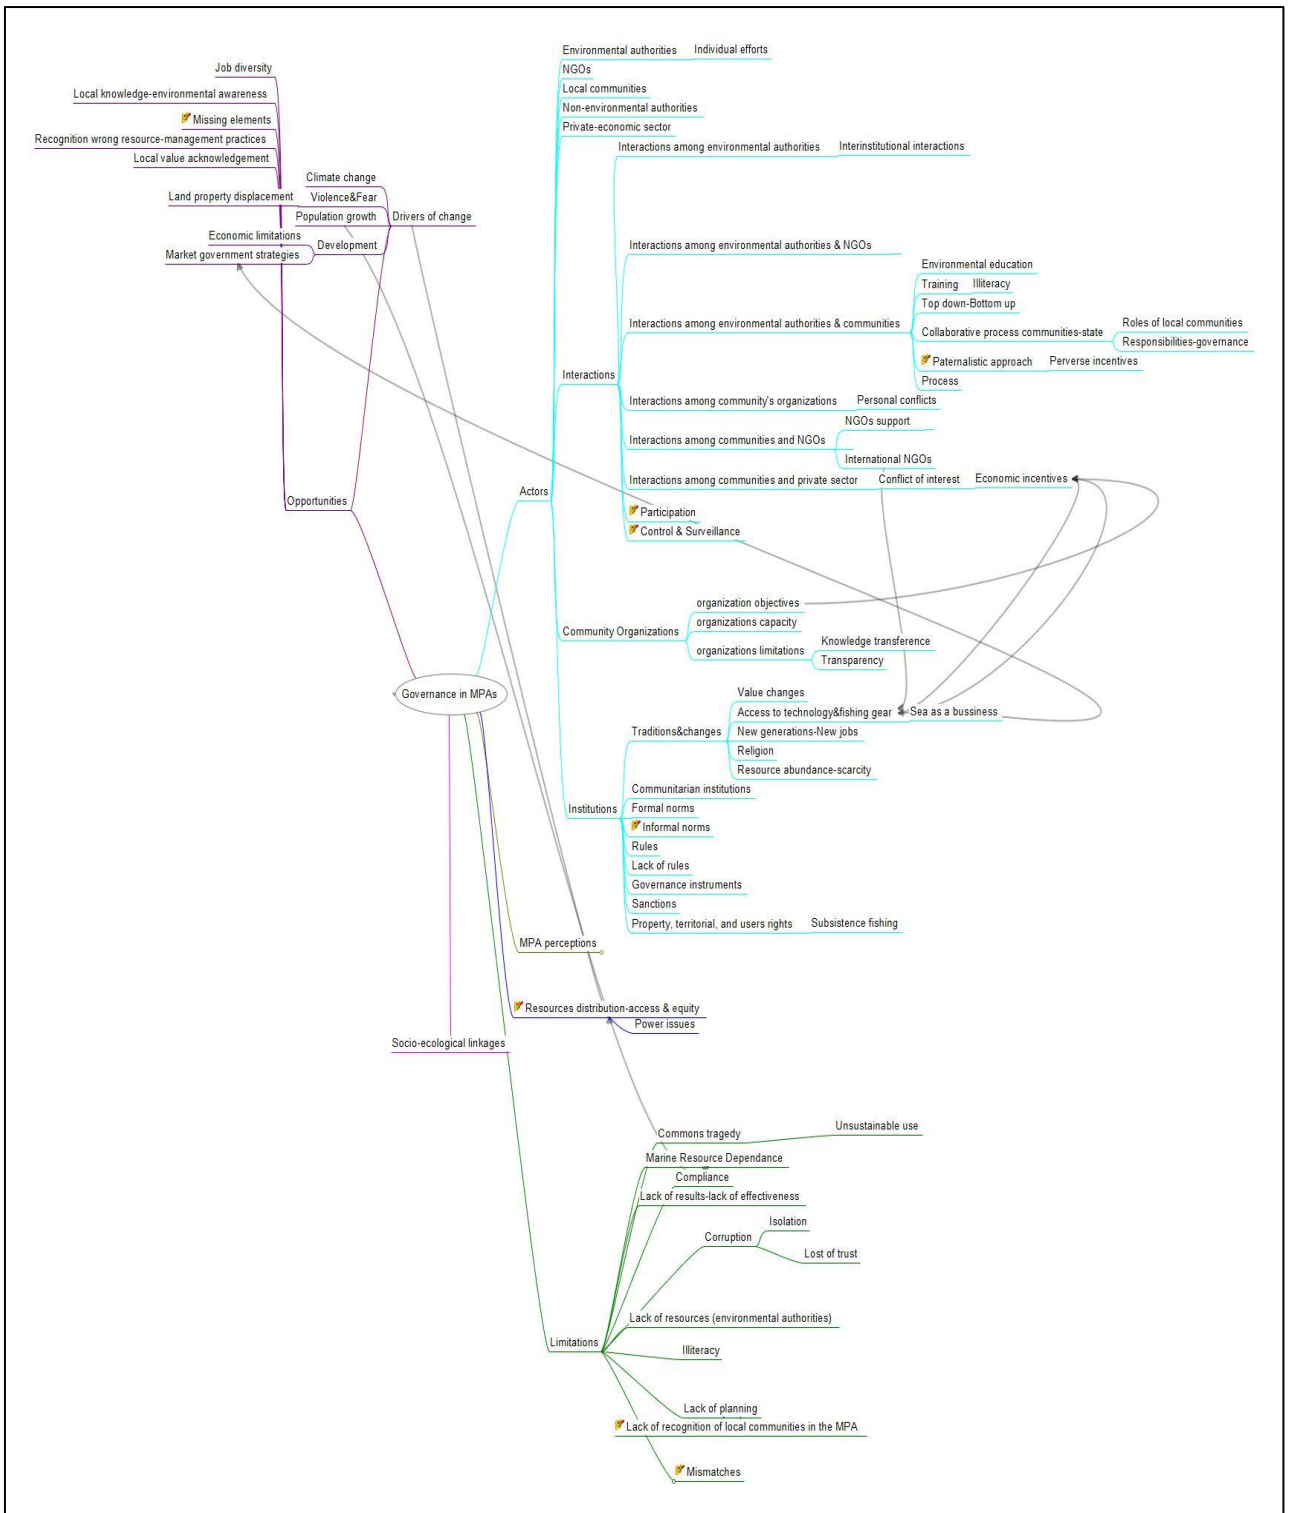 Job diversity
Local knowledge-environmental awareness
Missing elements
Recognition wrong resource-management practices
Local value acknowledgement
Climate change
Land property displacement
Violence&Fear
Population growth
Drivers of change
Economic limitations
Development
Market government strategies
Opportunities
Environmental authorities
Individual efforts
NGOs
Local communities
Non-environmental authorities
Private-economic sector
Interactions among environmental authorities
Interinstitutional interactions
Interactions among environmental authorities & NGOs
Environmental education
Training
Illiteracy
Top down-Bottom up
Interactions among environmental authorities & communities
Collaborative process communities-state
Roles of local communities
Responsibilities-governance
Paternalistic approach
Perverse incentives
Process
Interactions
Interactions among community's organizations
Personal conflicts
NGOs support
Interactions among communities and NGOs
International NGOs
Interactions among communities and private sector
Conflict of interest
Economic incentives
Actors
Participation
Control & Surveillance
organization objectives
organizations capacity
Community Organizations
organizations limitations
Knowledge transference
Transparency
Governance in MPAs
Value changes
Access to technology&fishing gear
Sea as a bussiness
Traditions&changes
New generations-New jobs
Religion
Resource abundance-scarcity
Communitarian institutions
Institutions
Formal norms
Informal norms
Rules
Lack of rules
Governance instruments
Sanctions
Property, territorial, and users rights
Subsistence fishing
MPA perceptions
Resources distribution-access & equity
Power issues
Socio-ecological linkages
Commons tragedy
Unsustainable use
Marine Resource Dependance
Compliance
Lack of results-lack of effectiveness
Isolation
Corruption
Lost of trust
Lack of resources (environmental authorities)
Limitations
Illiteracy
Lack of planning
Lack of recognition of local communities in the MPA
Mismatches